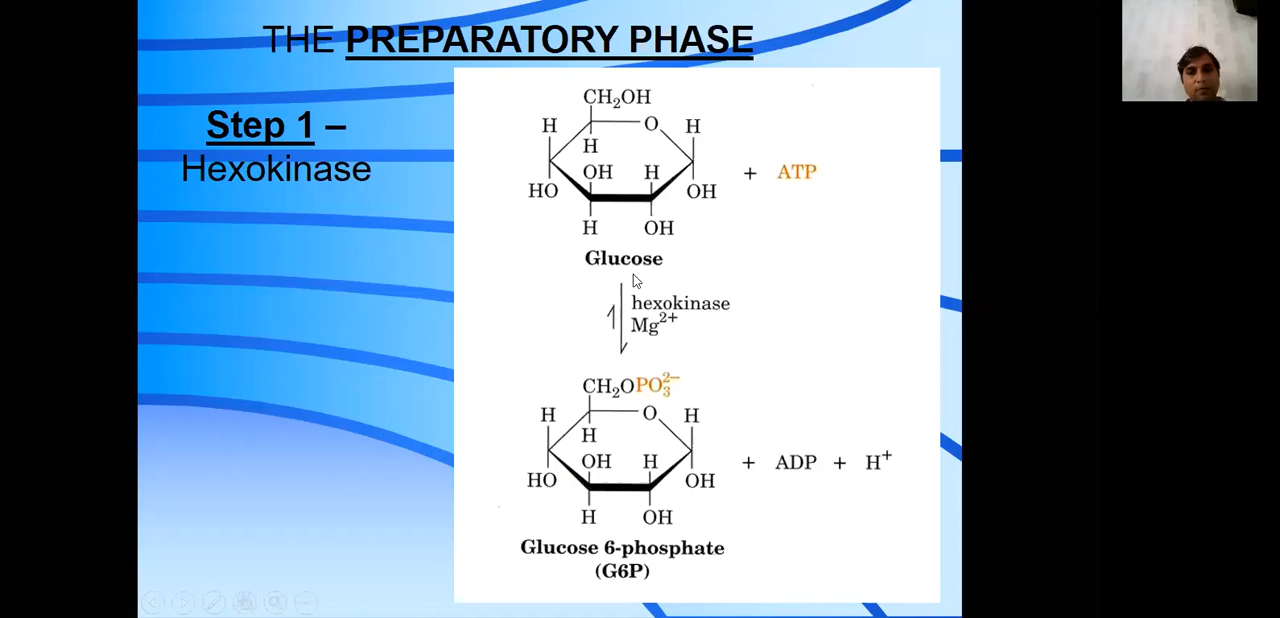 THE PREPARATORY PHASE
Step 1 –
Hexokinase
CH2OH
H O H
H
OH H
HO OH
H OH
+ ATP
Glucose
hexokinase
Mg2+
CH2OPO3 2−
H O H
H
OH H
HO OH
H OH
+ ADP + H+
Glucose 6-phosphate
(G6P)